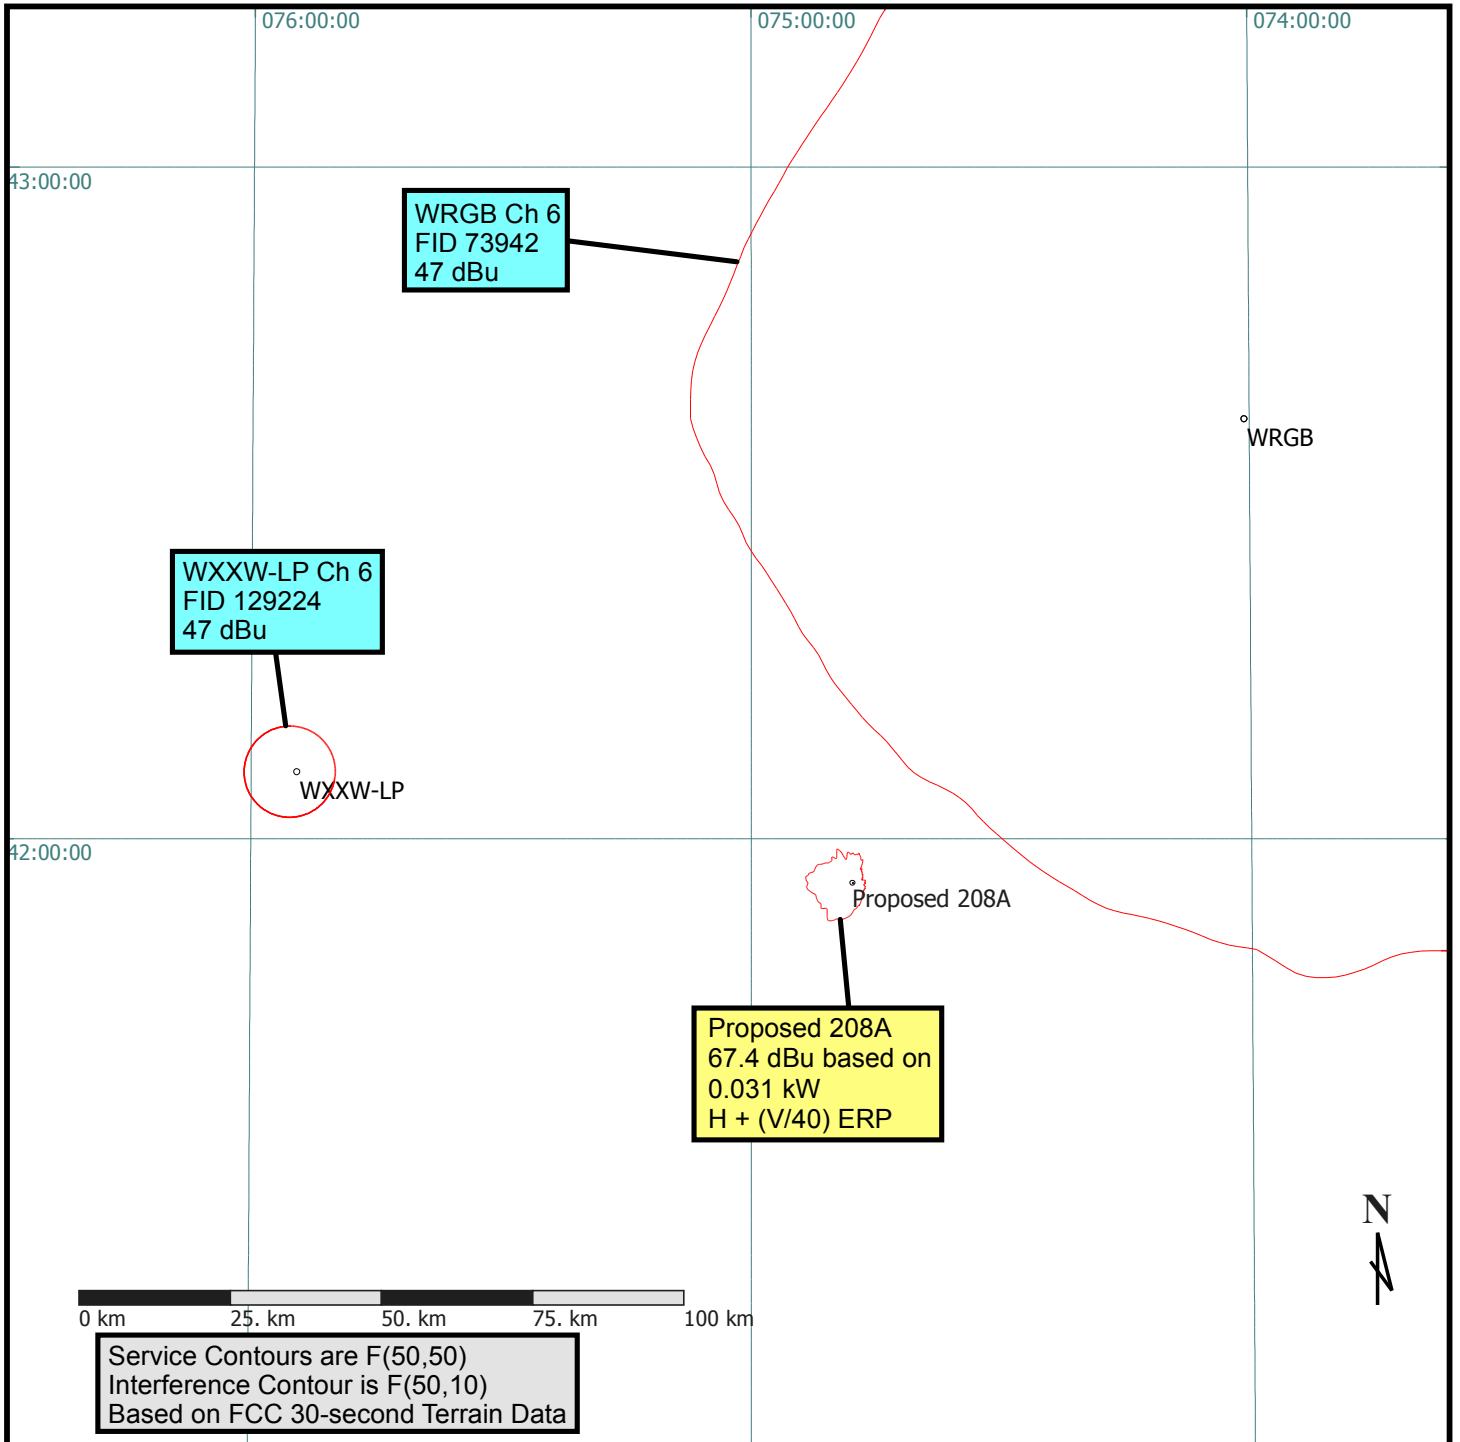 076:00:00
075:00:00
074:00:00
43:00:00
WRGB Ch 6
FID 73942
47 dBu
WRGB
WXXW-LP Ch 6
FID 129224
47 dBu
WXXW-LP
42:00:00
Proposed 208A
Proposed 208A
67.4 dBu based on
0.031 kW
H + (V/40) ERP
N
0 km
25. km
50. km
75. km
100 km
Service Contours are F(50,50)
Interference Contour is F(50,10)
Based on FCC 30-second Terrain Data